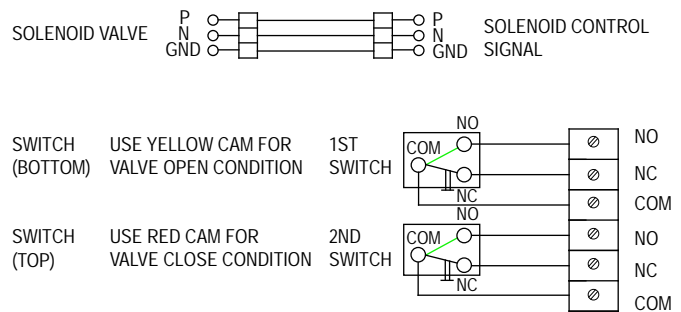 SOLENOID VALVE P P SOLENOID CONTROL
N N SIGNAL
GND GND
NO
SWITCH USE YELLOW CAM FOR 1ST COM NO
(BOTTOM) VALVE OPEN CONDITION SWITCH NC
NC COM
NO
SWITCH USE RED CAM FOR 2ND COM NO
(TOP) VALVE CLOSE CONDITION SWITCH NC
NC COM